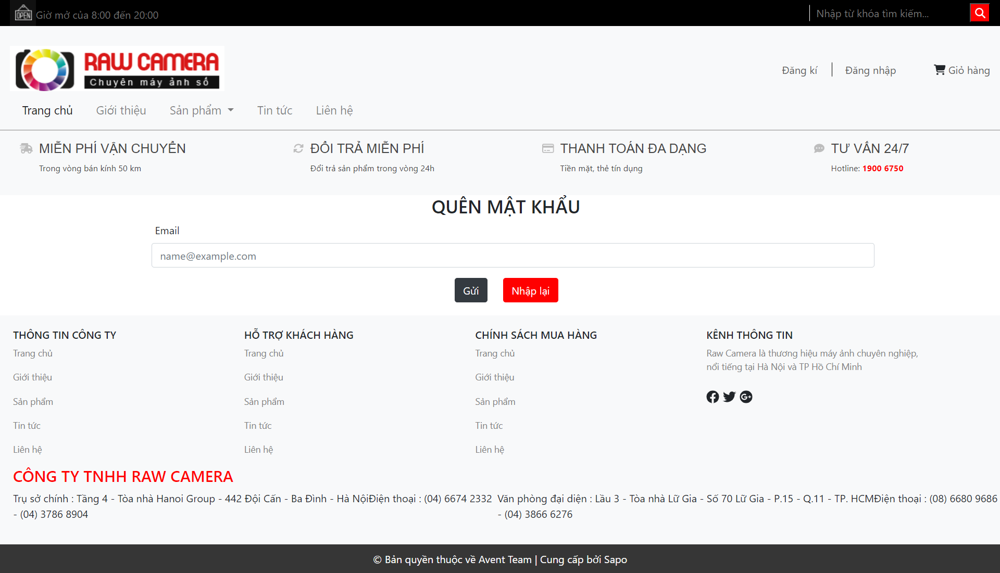 OPEN
Giờ mở của 8:00 đến 20:00
Nhập từ khóa tìm kiếm...
RAW CAMERA
Chuyên máy ảnh số
Đăng kí
Đăng nhập
Giỏ hàng
Trang chủ
Giới thiệu
Sản phẩm
Tin tức
Liên hệ
MIỄN PHÍ VẬN CHUYỂN
Trong vòng bán kính 50 km
ĐỔI TRẢ MIỄN PHÍ
Đổi trả sản phẩm trong vòng 24h
THANH TOÁN ĐA DẠNG
Tiền mặt, thẻ tín dụng
TƯ VẤN 24/7
Hotline: 1900 6750
QUÊN MẬT KHẨU
Email
name@example.com
Gửi
Nhập lại
THÔNG TIN CÔNG TY
Trang chủ
Giới thiệu
Sản phẩm
Tin tức
Liên hệ
HỖ TRỢ KHÁCH HÀNG
Trang chủ
Giới thiệu
Sản phẩm
Tin tức
Liên hệ
CHÍNH SÁCH MUA HÀNG
Trang chủ
Giới thiệu
Sản phẩm
Tin tức
Liên hệ
KÊNH THÔNG TIN
Raw Camera là thương hiệu máy ảnh chuyên nghiệp,
nổi tiếng tại Hà Nội và TP Hồ Chí Minh
CÔNG TY TNHH RAW CAMERA
Trụ sở chính : Tầng 4 - Tòa nhà Hanoi Group - 442 Đội Cấn - Ba Đình - Hà NộiĐiện thoại : (04) 6674 2332
- (04) 3786 8904
Văn phòng đại diện : Lầu 3 - Tòa nhà Lữ Gia - Số 70 Lữ Gia - P.15 - Q.11 - TP. HCMĐiện thoại : (08) 6680 9686
- (04) 3866 6276
© Bản quyền thuộc về Avent Team | Cung cấp bởi Sapo